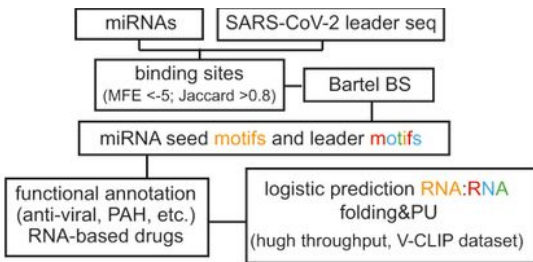 miRNAs
SARS-CoV-2 leader seq
binding sites
(MFE <-5; Jaccard >0.8)
Bartel BS
miRNA seed motifs and leader motifs
functional annotation
(anti-viral, PAH, etc.)
RNA-based drugs
logistic prediction RNA:RNA
folding&PU
(hugh throughput, V-CLIP dataset)